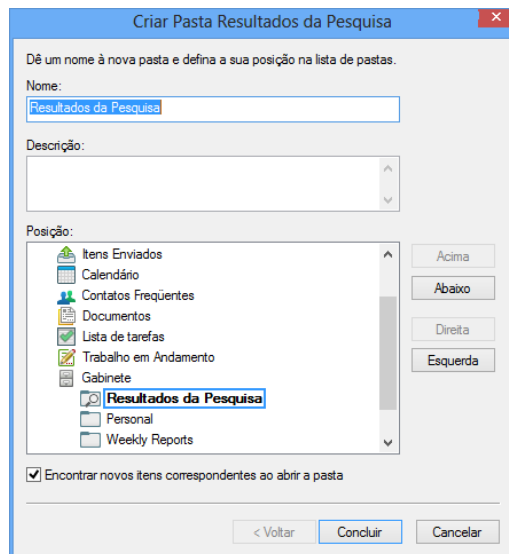 Criar Pasta Resultados da Pesquisa
Dê um nome à nova pasta e defina a sua posição na lista de pastas.
Nome:
Resultados da Pesquisa
Descrição:
Posição:
Itens Enviados
Calendário
Contatos Freqüentes
Documentos
Lista de tarefas
Trabalho em Andamento
Gabinete
Resultados da Pesquisa
Personal
Weekly Reports
Acima
Abaixo
Direita
Esquerda
Encontrar novos itens correspondentes ao abrir a pasta
< Voltar
Concluir
Cancelar